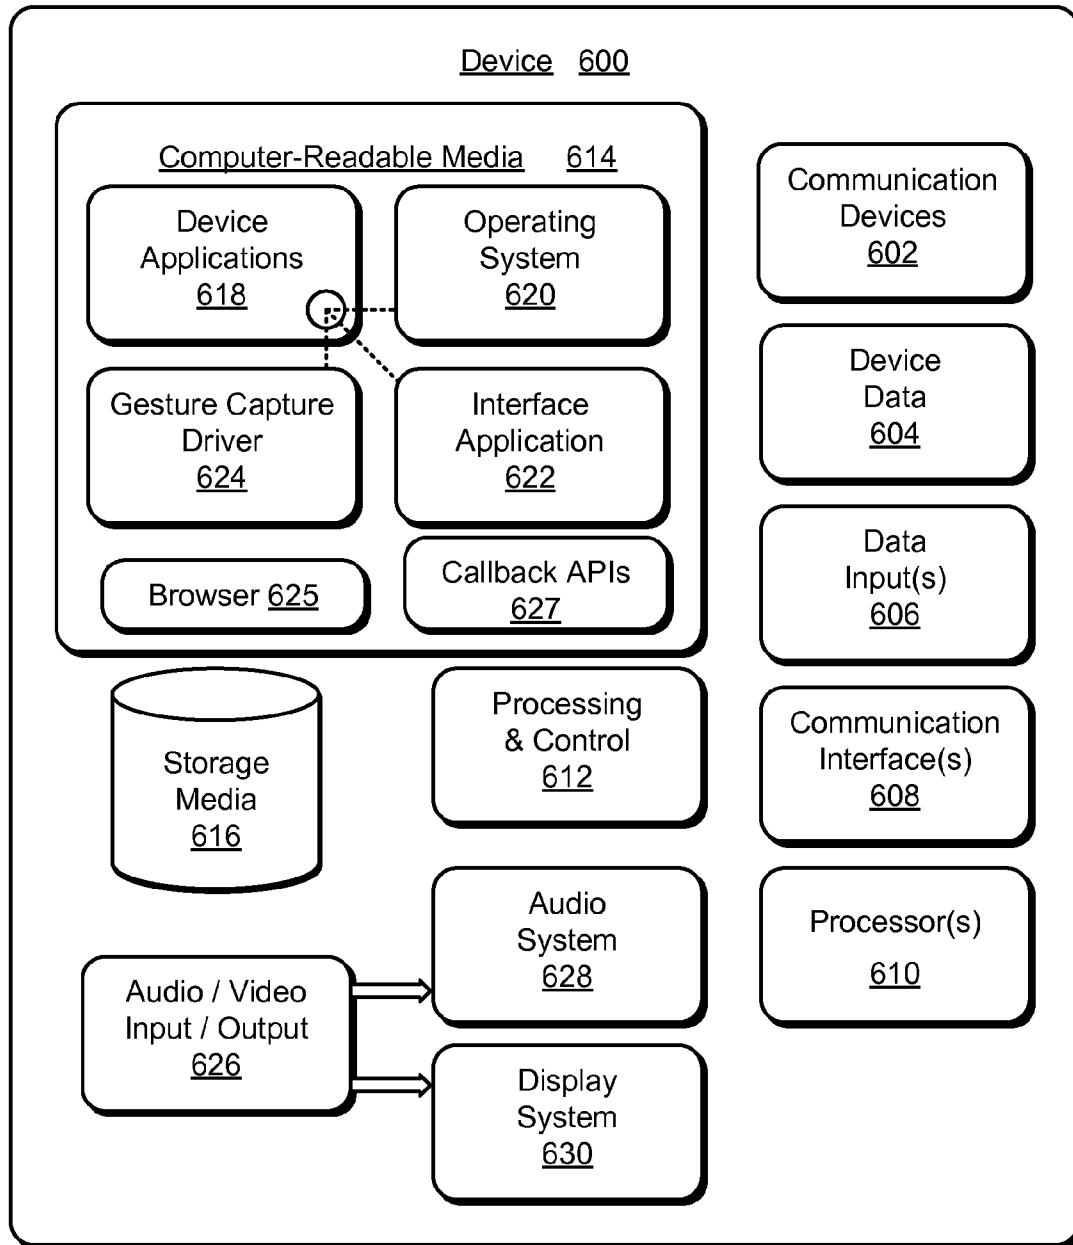 Device 600
Computer-Readable Media 614
Device
Applications
618
Operating
System
620
Gesture Capture
Driver
624
Interface
Application
622
Browser 625
Callback APIs
627
Storage
Media
616
Processing
& Control
612
Audio / Video
Input / Output
626
Audio
System
628
Display
System
630
Communication
Devices
602
Device
Data
604
Data
Input(s)
606
Communication
Interface(s)
608
Processor(s)
610